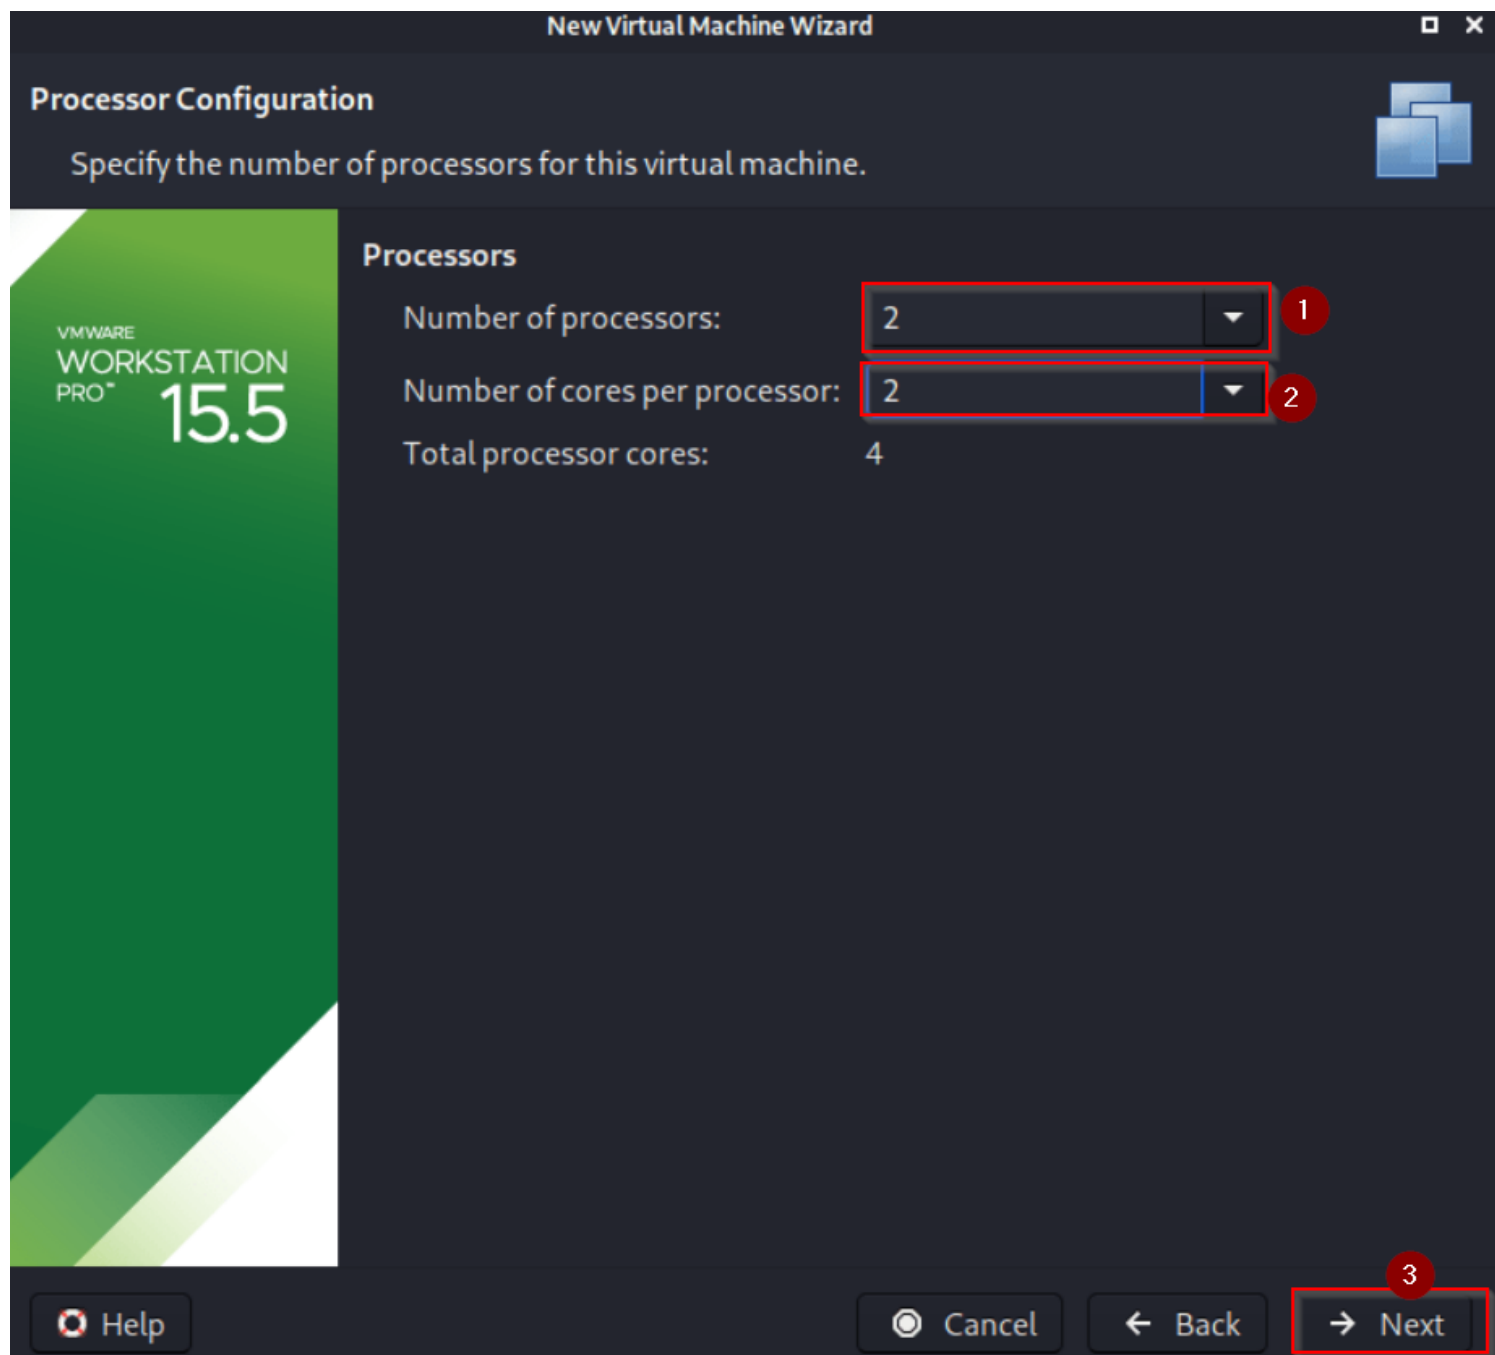 New Virtual Machine Wizard
Processor Configuration
Specify the number of processors for this virtual machine.
VMWARE
WORKSTATION
PRO™ 15.5
Processors
Number of processors: 2 1
Number of cores per processor: 2 2
Total processor cores: 4
3
Help Cancel Back Next